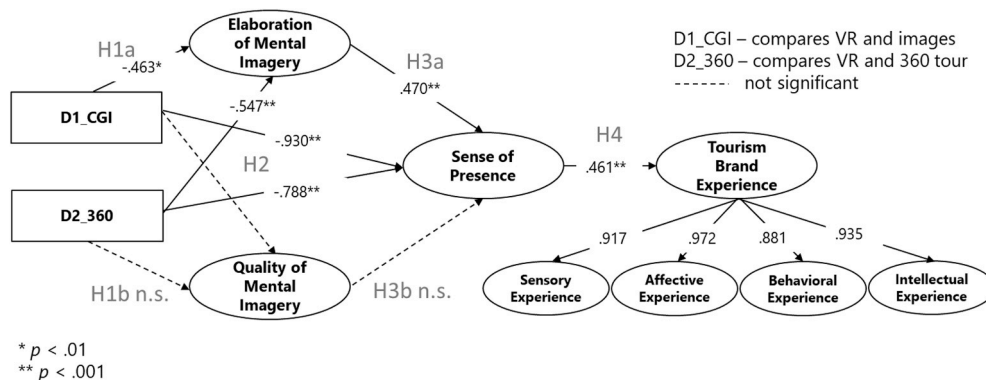 Elaboration
of Mental
Imagery
H1a
-.463*
H3a
.470**
D1_CGI – compares VR and images
D2_360 – compares VR and 360 tour
not significant
D1_CGI
-.547**
-.930**
H2
-.788**
Sense of
Presence
H4
.461**
Tourism
Brand
Experience
D2_360
.917
.972
.881
.935
Quality of
Mental
Imagery
H1b n.s.
H3b n.s.
Sensory
Experience
Affective
Experience
Behavioral
Experience
Intellectual
Experience
* p < .01
** p < .001